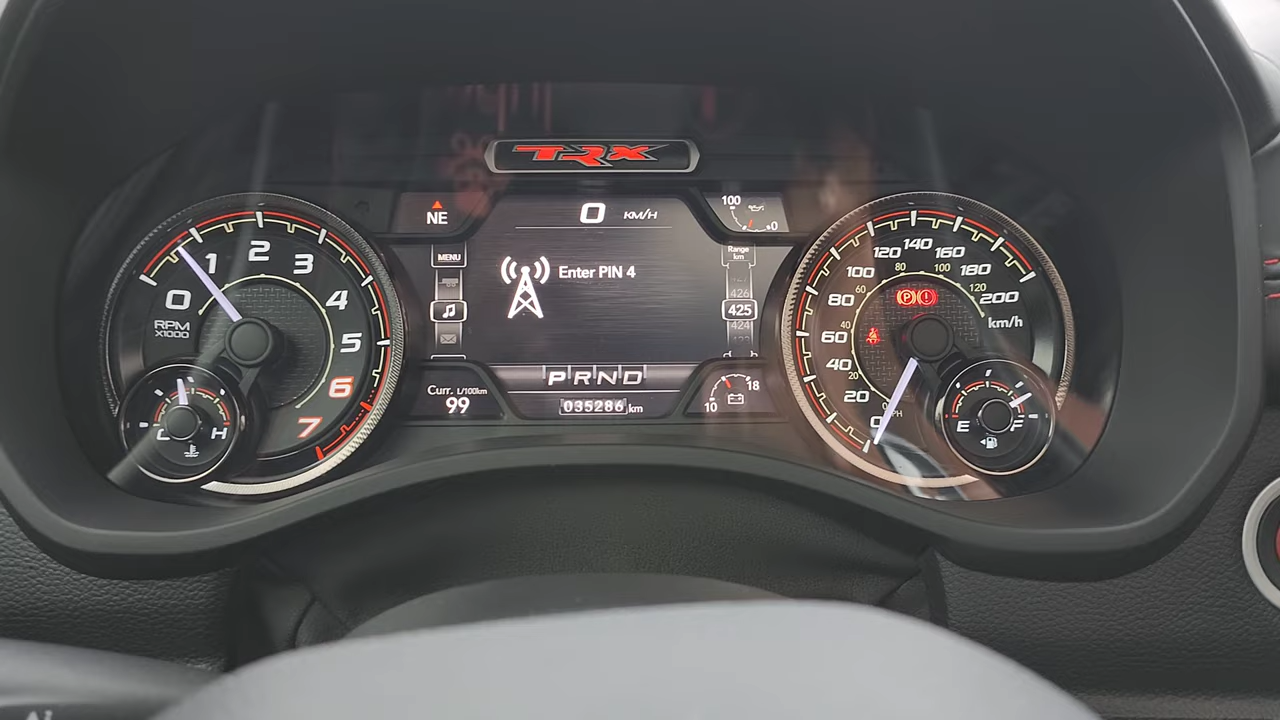 TRX
NE
0 KM/H
100
0
MENU
Enter PIN 4
Range
km
426
425
424
PRND
Curr. L/100km
99
035286 km
10
18
0
1
2
3
4
5
6
7
RPM
X1000
C
H
0
20
40
60
80
100
120
140
160
180
200
km/h
20
40
60
80
100
120
MPH
P
E
F